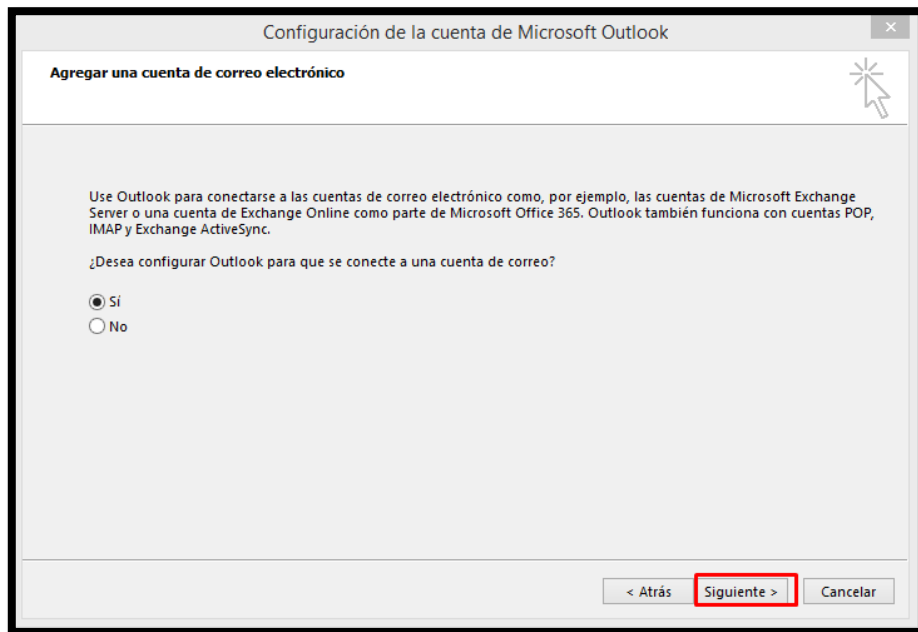 Configuración de la cuenta de Microsoft Outlook
Agregar una cuenta de correo electrónico
Use Outlook para conectarse a las cuentas de correo electrónico como, por ejemplo, las cuentas de Microsoft Exchange
Server o una cuenta de Exchange Online como parte de Microsoft Office 365. Outlook también funciona con cuentas POP,
IMAP y Exchange ActiveSync.
¿Desea configurar Outlook para que se conecte a una cuenta de correo?
Sí
No
< Atrás Siguiente > Cancelar